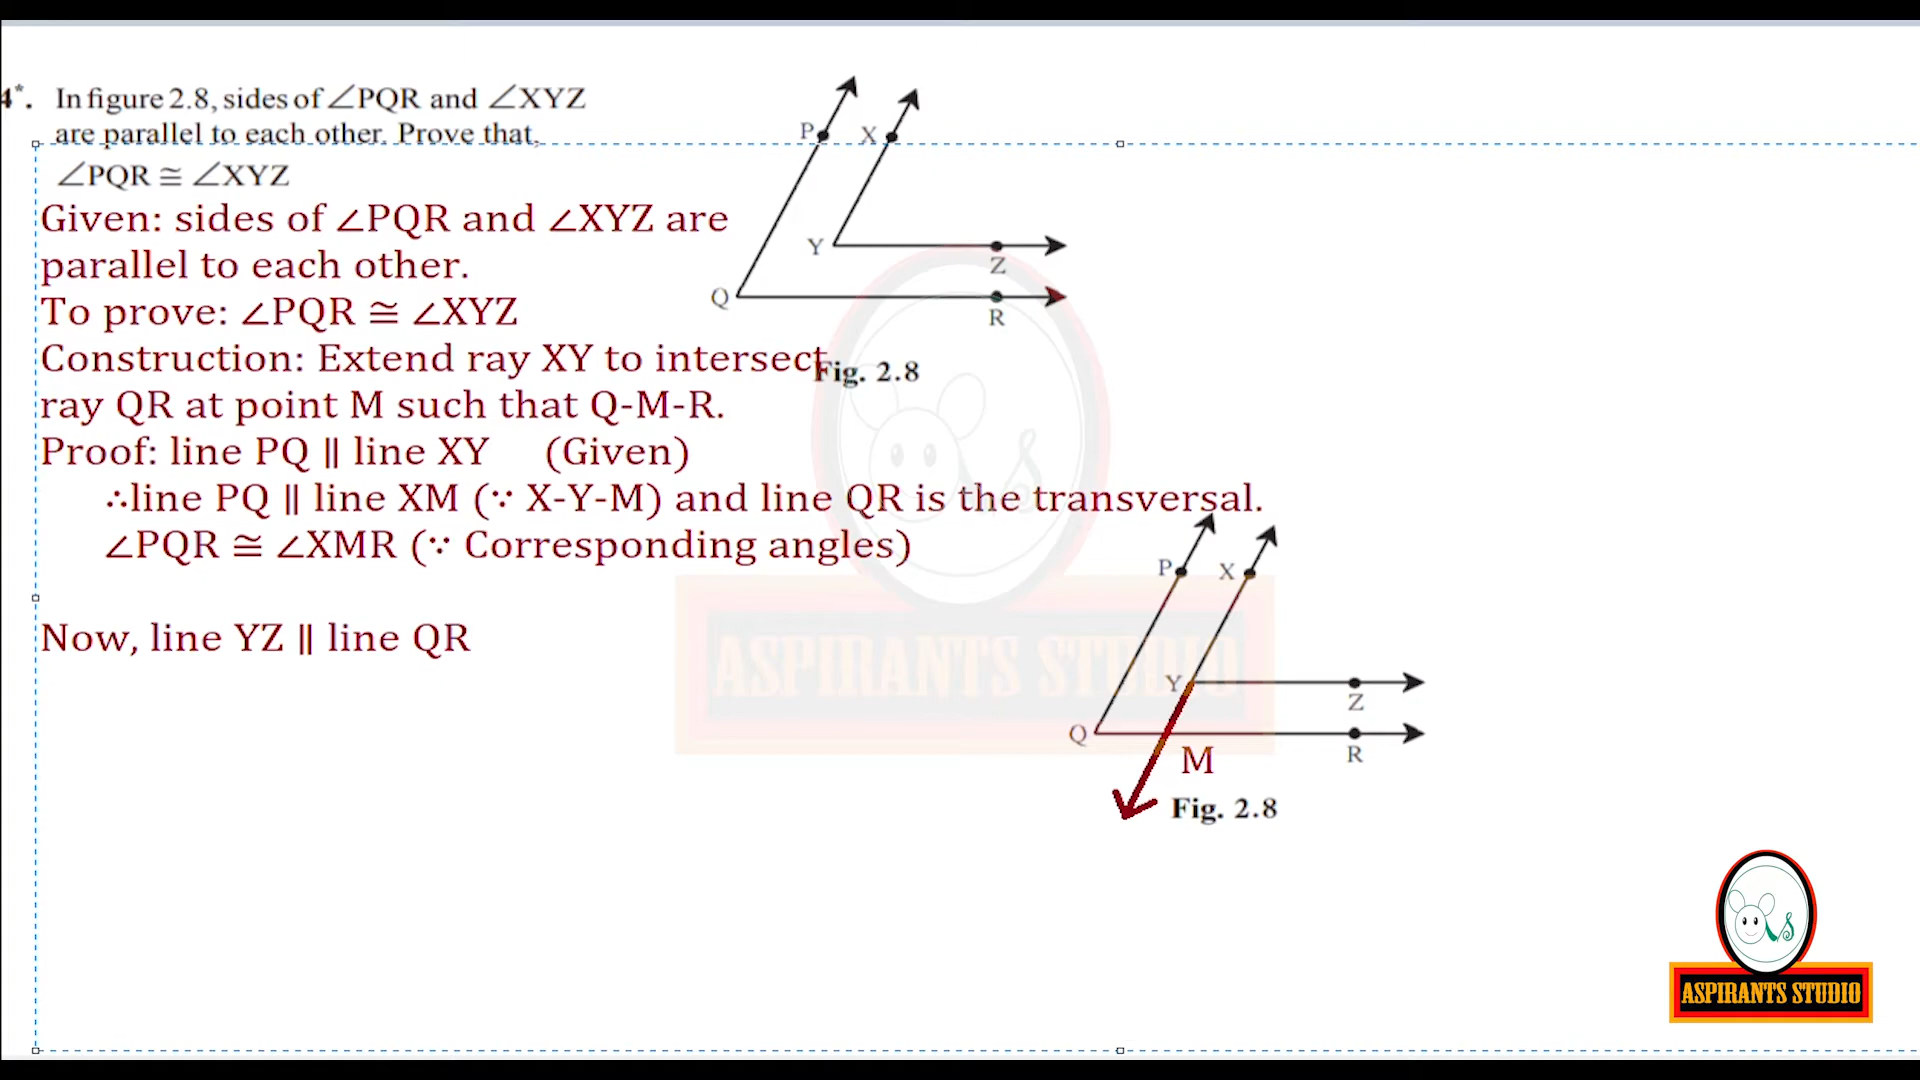 4*. In figure 2.8, sides of ∠PQR and ∠XYZ
are parallel to each other. Prove that,
∠PQR ≅ ∠XYZ
Given: sides of ∠PQR and ∠XYZ are
parallel to each other.
To prove: ∠PQR ≅ ∠XYZ
Construction: Extend ray XY to intersect
ray QR at point M such that Q-M-R.
Proof: line PQ ∥ line XY (Given)
∴line PQ ∥ line XM (∵ X-Y-M) and line QR is the transversal.
∠PQR ≅ ∠XMR (∵ Corresponding angles)
Now, line YZ ∥ line QR
P X
Y
Z
Q
R
Fig. 2.8
P X
Y
Z
Q
M
R
Fig. 2.8
ASPIRANTS STUDIO
ASPIRANTS STUDIO